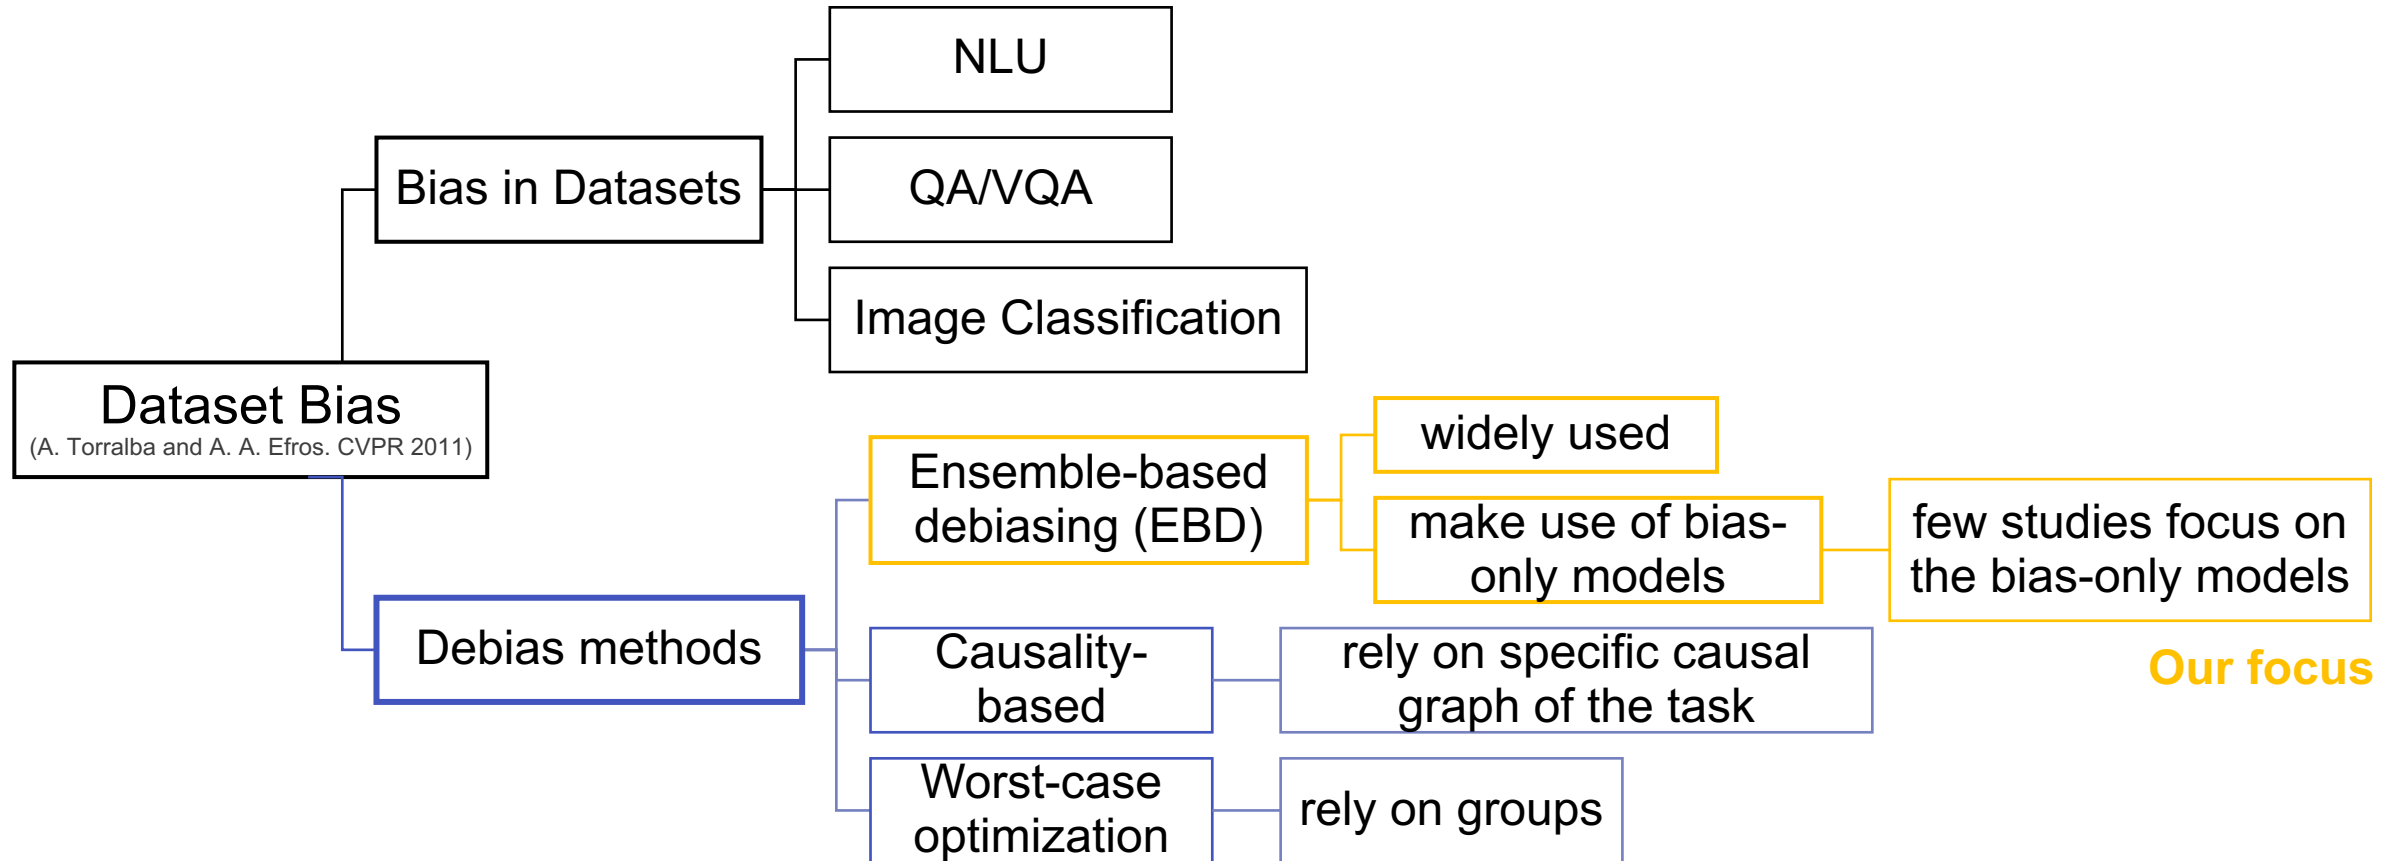 NLU
Bias in Datasets
QA/VQA
Image Classification
Dataset Bias
(A. Torralba and A. A. Efros. CVPR 2011)
Ensemble-based
debiasing (EBD)
widely used
make use of bias-
only models
few studies focus on
the bias-only models
Our focus
Debias methods
Causality-
based
rely on specific causal
graph of the task
Worst-case
optimization
rely on groups